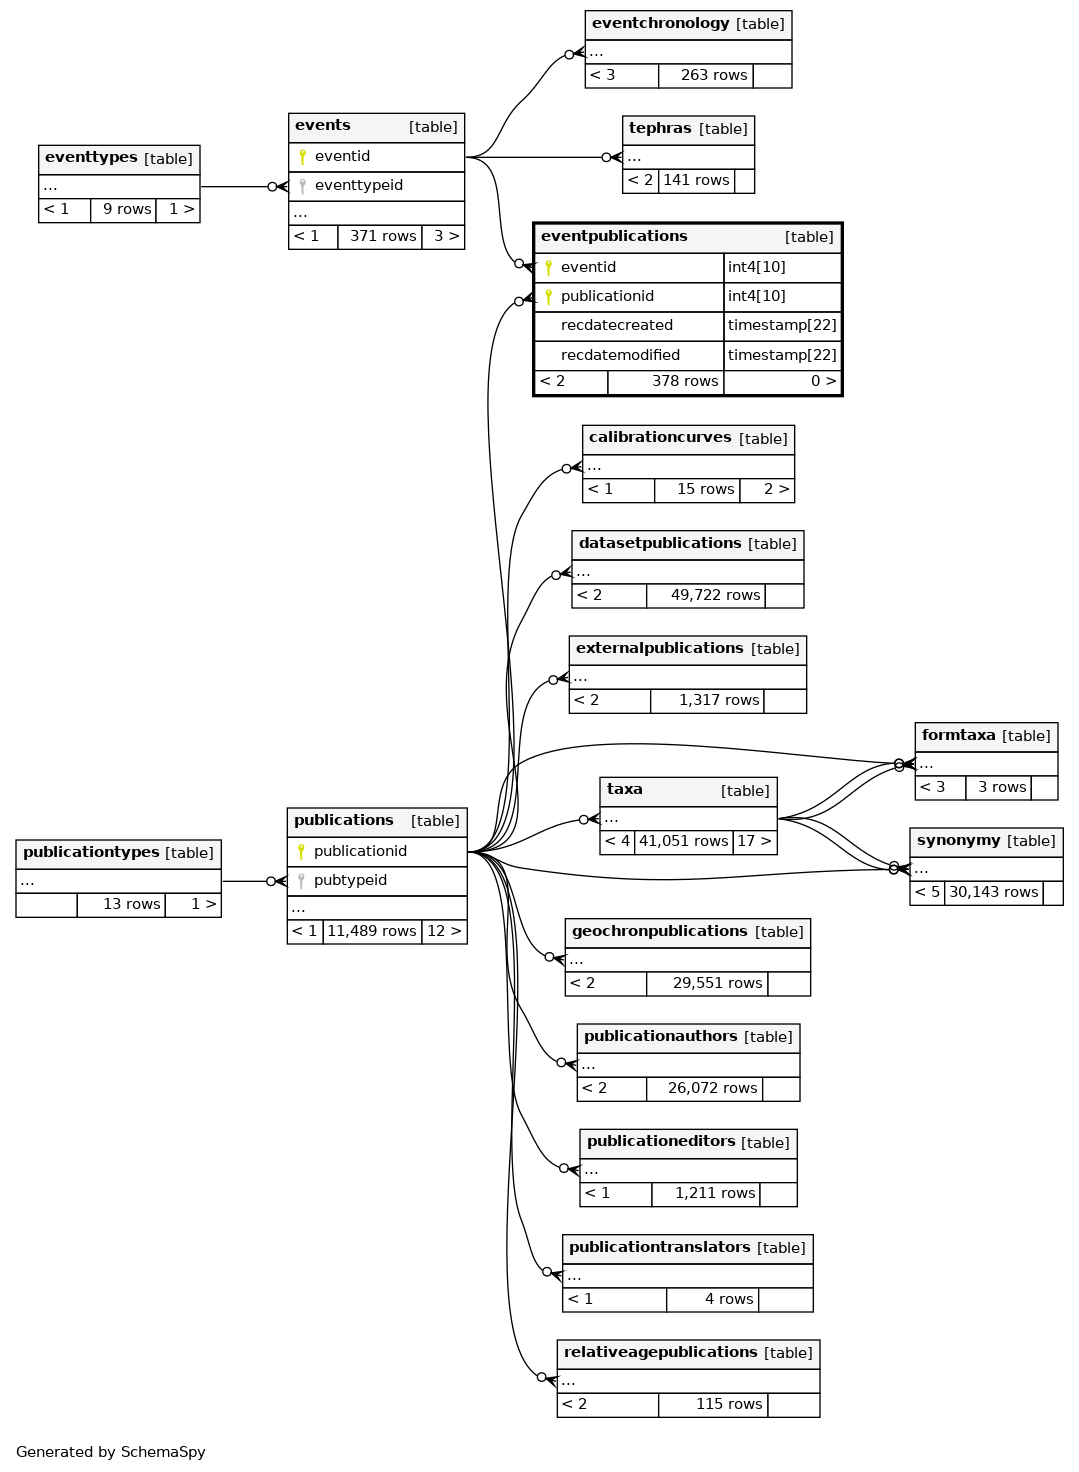 eventchronology [table]
...
< 3 263 rows
tephras [table]
...
< 2 141 rows
events [table]
eventid
eventtypeid
...
< 1 371 rows 3 >
eventtypes [table]
...
< 1 9 rows 1 >
eventpublications [table]
eventid int4[10]
publicationid int4[10]
recdatecreated timestamp[22]
recdatemodified timestamp[22]
< 2 378 rows 0 >
calibrationcurves [table]
...
< 1 15 rows 2 >
datasetpublications [table]
...
< 2 49,722 rows
externalpublications [table]
...
< 2 1,317 rows
formtaxa [table]
...
< 3 3 rows
taxa [table]
...
< 4 41,051 rows 17 >
synonymy [table]
...
< 5 30,143 rows
publications [table]
publicationid
pubtypeid
...
< 1 11,489 rows 12 >
publicationtypes [table]
...
13 rows 1 >
geochronpublications [table]
...
< 2 29,551 rows
publicationauthors [table]
...
< 2 26,072 rows
publicationeditors [table]
...
< 1 1,211 rows
publicationtranslators [table]
...
< 1 4 rows
relativeagepublications [table]
...
< 2 115 rows
Generated by SchemaSpy